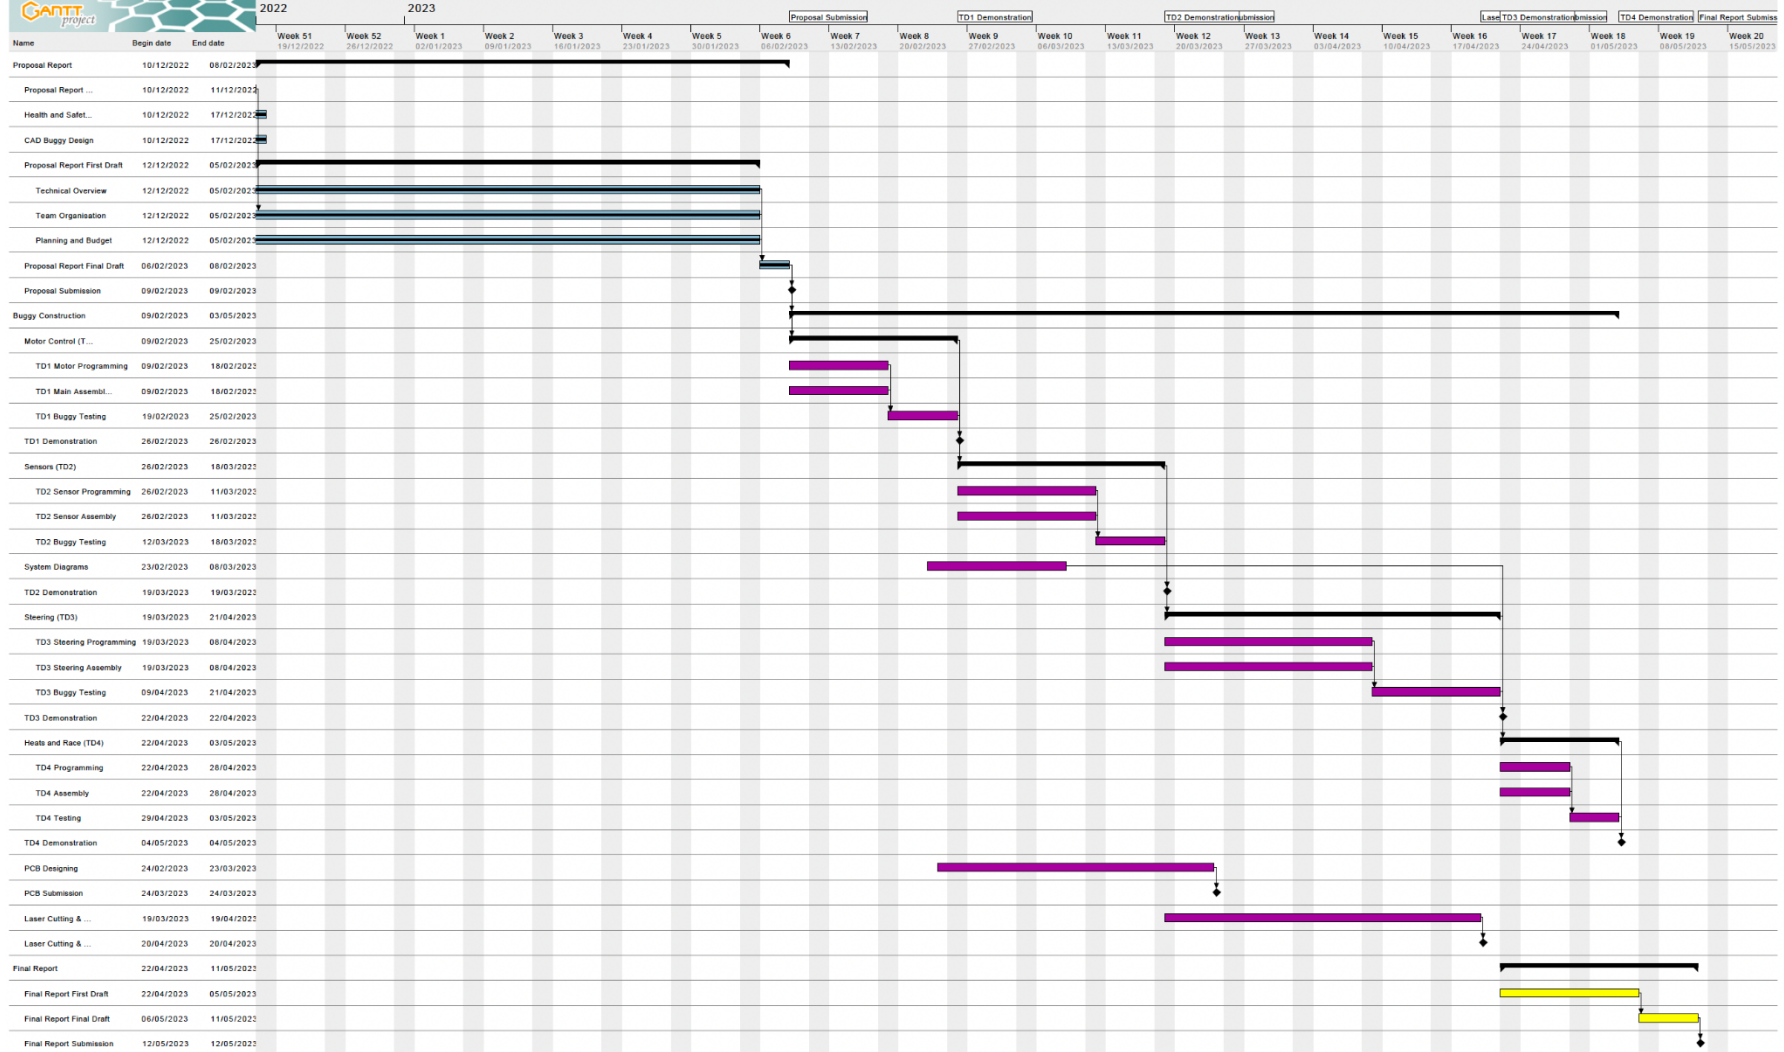 GANTT
project
2022
2023
Proposal Submission
TD1 Demonstration
TD2 Demonstration ubmission
Lase TD3 Demonstration bmission
TD4 Demonstration
Final Report Submiss
Name Begin date End date
Week 51 Week 52 Week 1 Week 2 Week 3 Week 4 Week 5 Week 6 Week 7 Week 8 Week 9 Week 10 Week 11 Week 12 Week 13 Week 14 Week 15 Week 16 Week 17 Week 18 Week 19 Week 20
19/12/2022 26/12/2022 02/01/2023 09/01/2023 16/01/2023 23/01/2023 30/01/2023 06/02/2023 13/02/2023 20/02/2023 27/02/2023 06/03/2023 13/03/2023 20/03/2023 27/03/2023 03/04/2023 10/04/2023 17/04/2023 24/04/2023 01/05/2023 08/05/2023 15/05/2023
Proposal Report 10/12/2022 08/02/2023
Proposal Report ... 10/12/2022 11/12/2022
Health and Safet... 10/12/2022 17/12/2022
CAD Buggy Design 10/12/2022 17/12/2022
Proposal Report First Draft 12/12/2022 05/02/2023
Technical Overview 12/12/2022 05/02/2023
Team Organisation 12/12/2022 05/02/2023
Planning and Budget 12/12/2022 05/02/2023
Proposal Report Final Draft 06/02/2023 08/02/2023
Proposal Submission 09/02/2023 09/02/2023
Buggy Construction 09/02/2023 03/05/2023
Motor Control (T... 09/02/2023 25/02/2023
TD1 Motor Programming 09/02/2023 18/02/2023
TD1 Main Assembl... 09/02/2023 18/02/2023
TD1 Buggy Testing 19/02/2023 25/02/2023
TD1 Demonstration 26/02/2023 26/02/2023
Sensors (TD2) 26/02/2023 18/03/2023
TD2 Sensor Programming 26/02/2023 11/03/2023
TD2 Sensor Assembly 26/02/2023 11/03/2023
TD2 Buggy Testing 12/03/2023 18/03/2023
System Diagrams 23/02/2023 08/03/2023
TD2 Demonstration 19/03/2023 19/03/2023
Steering (TD3) 19/03/2023 21/04/2023
TD3 Steering Programming 19/03/2023 08/04/2023
TD3 Steering Assembly 19/03/2023 08/04/2023
TD3 Buggy Testing 09/04/2023 21/04/2023
TD3 Demonstration 22/04/2023 22/04/2023
Heats and Race (TD4) 22/04/2023 03/05/2023
TD4 Programming 22/04/2023 28/04/2023
TD4 Assembly 22/04/2023 28/04/2023
TD4 Testing 29/04/2023 03/05/2023
TD4 Demonstration 04/05/2023 04/05/2023
PCB Designing 24/02/2023 23/03/2023
PCB Submission 24/03/2023 24/03/2023
Laser Cutting & ... 19/03/2023 19/04/2023
Laser Cutting & ... 20/04/2023 20/04/2023
Final Report 22/04/2023 11/05/2023
Final Report First Draft 22/04/2023 05/05/2023
Final Report Final Draft 06/05/2023 11/05/2023
Final Report Submission 12/05/2023 12/05/2023